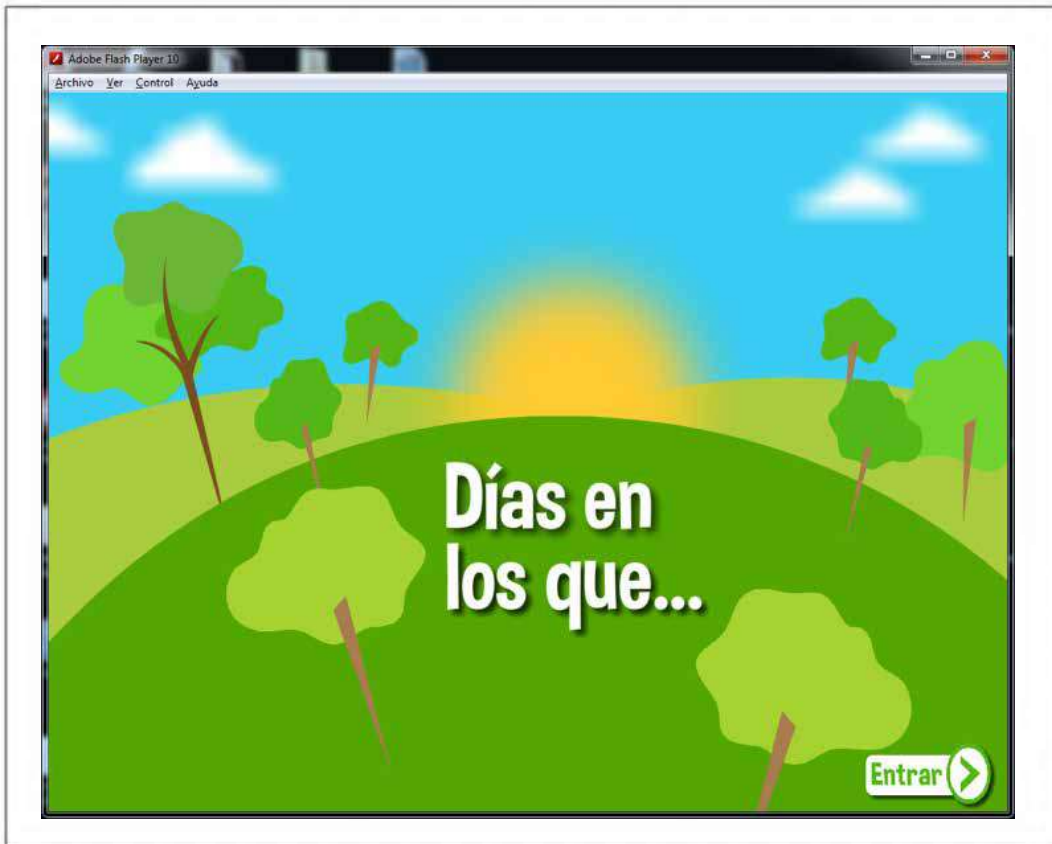 Adobe Flash Player 10
Archivo Ver Control Ayuda
Días en
los que...
Entrar